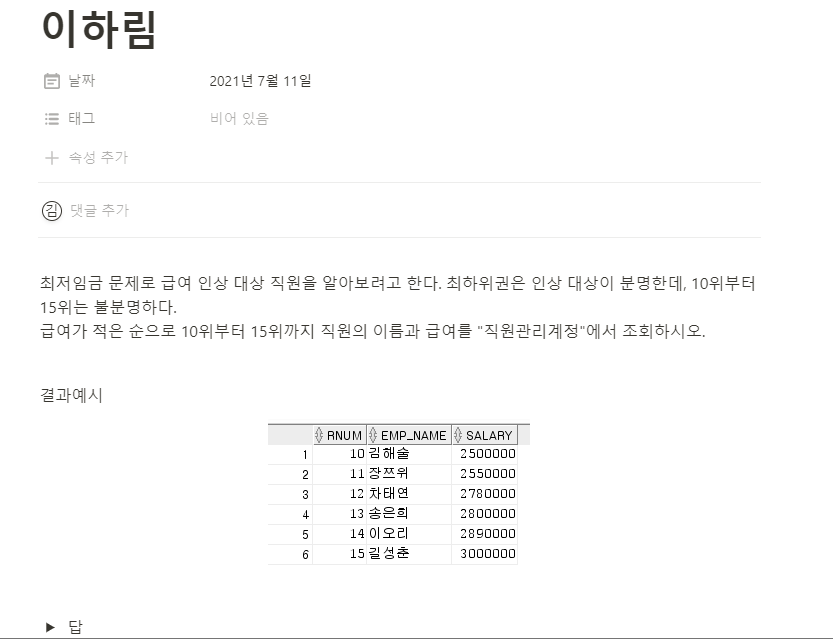 이하림
날짜 2021년 7월 11일
태그 비어 있음
속성 추가
김 댓글 추가
최저임금 문제로 급여 인상 대상 직원을 알아보려고 한다. 최하위권은 인상 대상이 분명한데, 10위부터
15위는 불분명하다.
급여가 적은 순으로 10위부터 15위까지 직원의 이름과 급여를 "직원관리계정"에서 조회하시오.
결과예시
RNUM EMP_NAME SALARY
1 10 김해술 2500000
2 11 장쯔위 2550000
3 12 차태연 2780000
4 13 송은희 2800000
5 14 이오리 2890000
6 15 길성춘 3000000
답